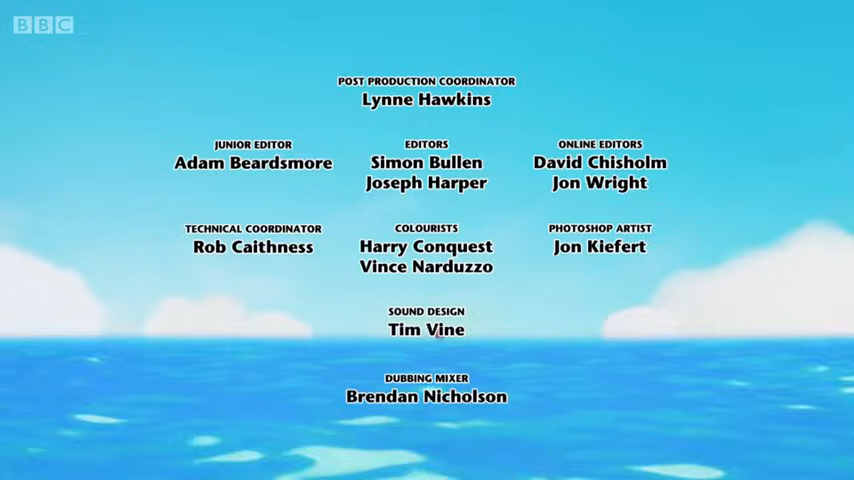 BBC
POST PRODUCTION COORDINATOR
Lynne Hawkins
JUNIOR EDITOR
Adam Beardsmore
EDITORS
Simon Bullen
Joseph Harper
ONLINE EDITORS
David Chisholm
Jon Wright
TECHNICAL COORDINATOR
Rob Caithness
COLOURISTS
Harry Conquest
Vince Narduzzo
PHOTOSHOP ARTIST
Jon Kiefert
SOUND DESIGN
Tim Vine
DUBBING MIXER
Brendan Nicholson